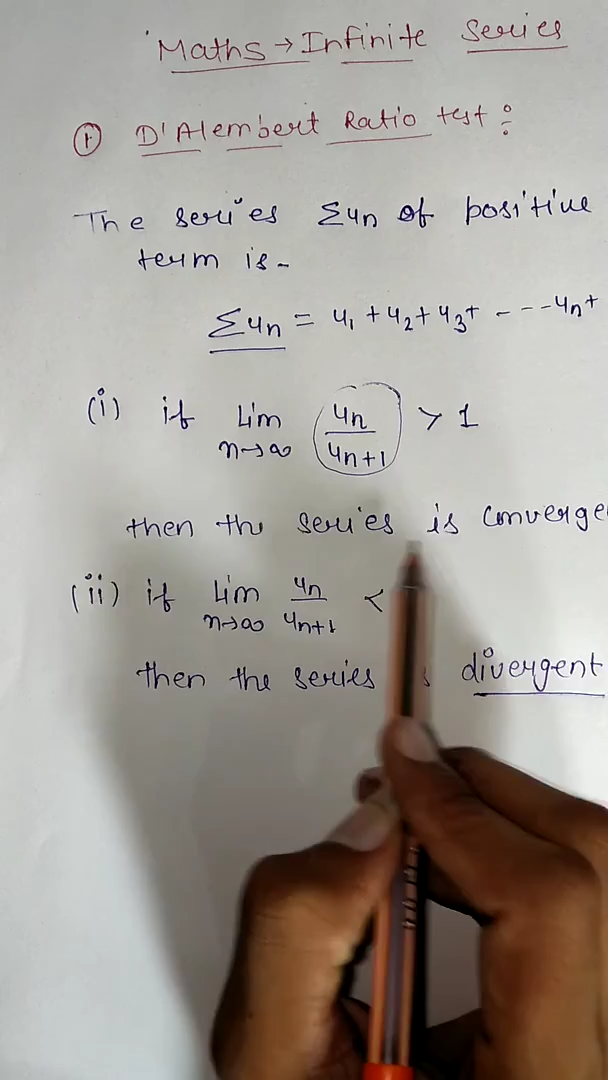 Maths → Infinite Series
① D'Alembert Ratio test ÷
The series Σun of positive
term is -
Σun = u1 + u2 + u3 + - - - un +
(i) if Lim n→∞ un/un+1 > 1
then the series is converge
(ii) if Lim n→∞ un/un+1 <
then the series divergent